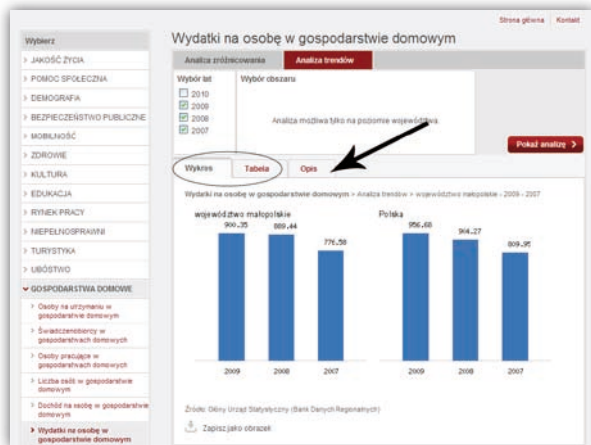 Strona główna Kontakt
Wybierz
Wydatki na osobę w gospodarstwie domowym
> JAKOŚĆ ŻYCIA
> POMOC SPOŁECZNA
> DEMOGRAFIA
> BEZPIECZEŃSTWO PUBLICZNE
> MOBILNOŚĆ
> ZDROWIE
> KULTURA
> EDUKACJA
> RYNEK PRACY
> NIEPEŁNOSPRAWNI
> TURYSTYKA
> UBÓSTWO
GOSPODARSTWA DOMOWE
> Osoby na utrzymaniu w
gospodarstwie domowym
> Świadczeniobiorcy w
gospodarstwach domowych
> Osoby pracujące w
gospodarstwach domowych
> Liczba osób w gospodarstwie
domowym
> Dochód na osobę w gospodarstwie
domowym
> Wydatki na osobę w
gospodarstwie domowym
Analiza zróżnicowania Analiza trendów
Wybór lat Wybór obszaru
2010
2009
2008
2007
Analiza możliwa tylko na poziomie województwa.
Pokaż analizę >
Wykres Tabela Opis
Wydatki na osobę w gospodarstwie domowym > Analiza trendów > województwo małopolskie - 2009 - 2007
województwo małopolskie Polska
900.35 889.44 776.58 956.68 904.27 809.95
2009 2008 2007 2009 2008 2007
Źródło: Główny Urząd Statystyczny (Bank Danych Regionalnych)
Zapisz jako obrazek